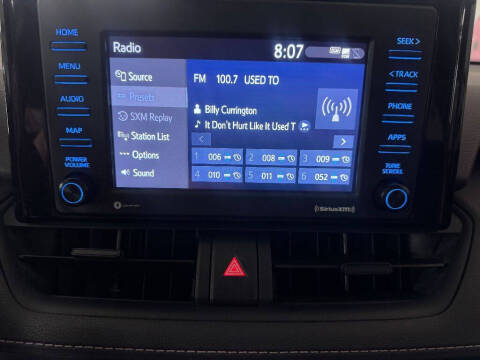 HOME
MENU
AUDIO
MAP
POWER
VOLUME
Radio
8:07
Source
Presets
SXM Replay
Station List
Options
Sound
FM 100.7 USED TO
Billy Currington
It Don't Hurt Like It Used T
1 006
2 008
3 009
4 010
5 011
6 052
SEEK>
<TRACK
PHONE
APPS
TUNE
SCROLL
SiriusXM